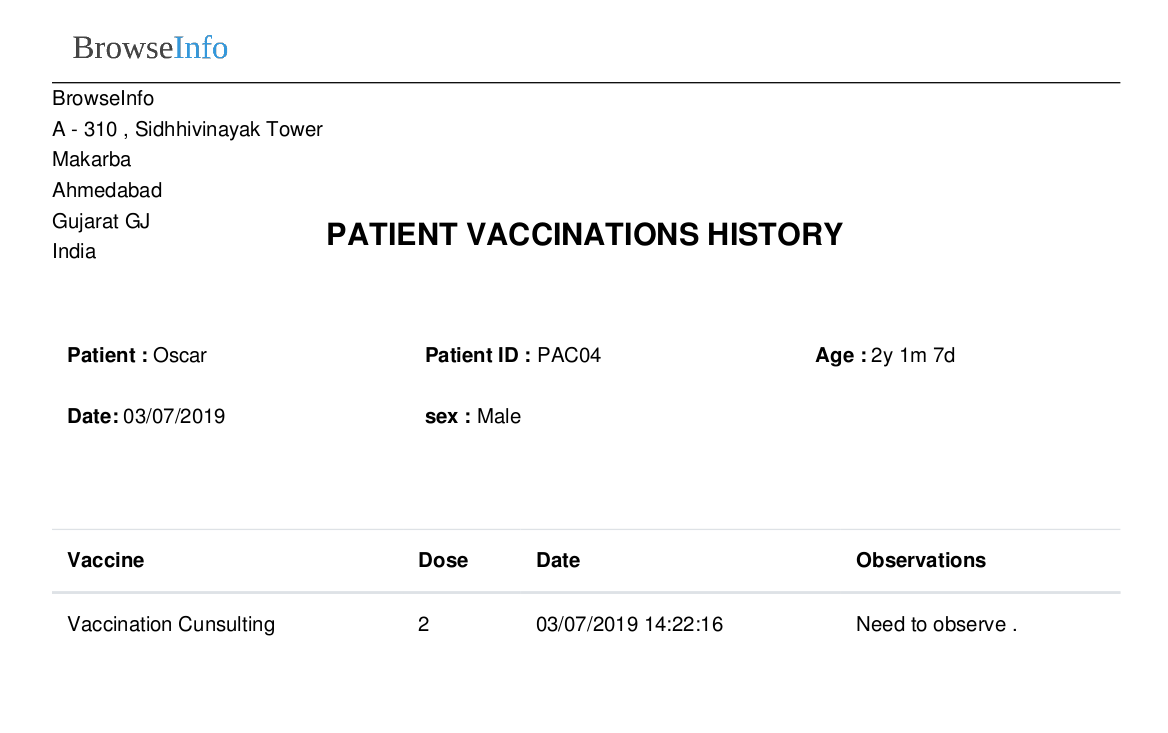 BrowseInfo
BrowseInfo
A - 310 , Sidhhivinayak Tower
Makarba
Ahmedabad
Gujarat GJ
India
PATIENT VACCINATIONS HISTORY
Patient : Oscar Patient ID : PAC04 Age : 2y 1m 7d
Date: 03/07/2019 sex : Male
Vaccine Dose Date Observations
Vaccination Cunsulting 2 03/07/2019 14:22:16 Need to observe .